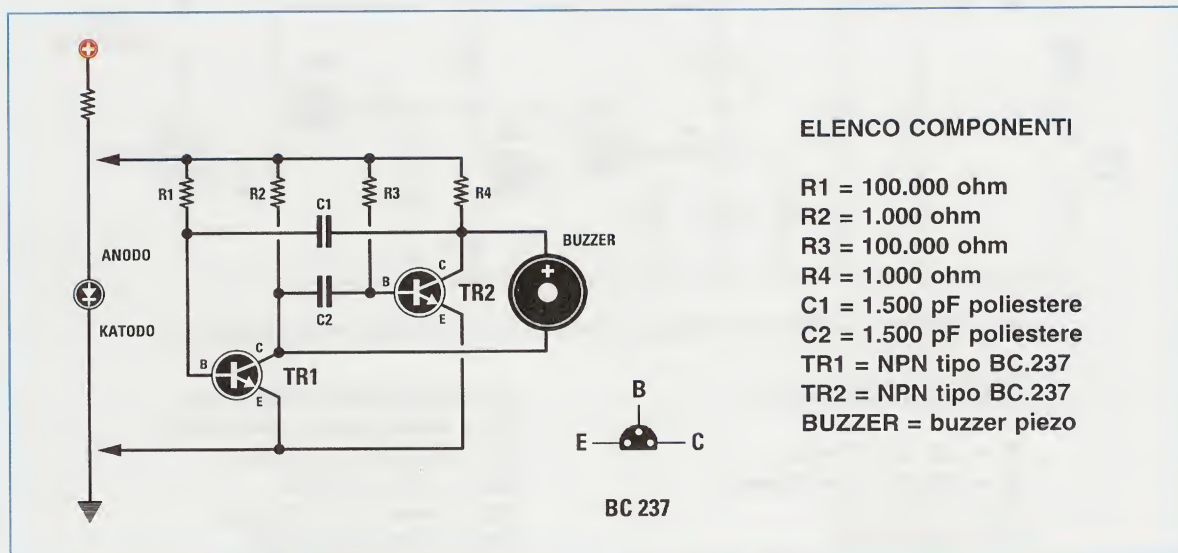 R1
R2
R3
R4
C1
BUZZER
ANODO
KATODO
C2
B
C
E
TR2
B
C
E
TR1
B
E
C
BC 237
ELENCO COMPONENTI
R1 = 100.000 ohm
R2 = 1.000 ohm
R3 = 100.000 ohm
R4 = 1.000 ohm
C1 = 1.500 pF poliestere
C2 = 1.500 pF poliestere
TR1 = NPN tipo BC.237
TR2 = NPN tipo BC.237
BUZZER = buzzer piezo